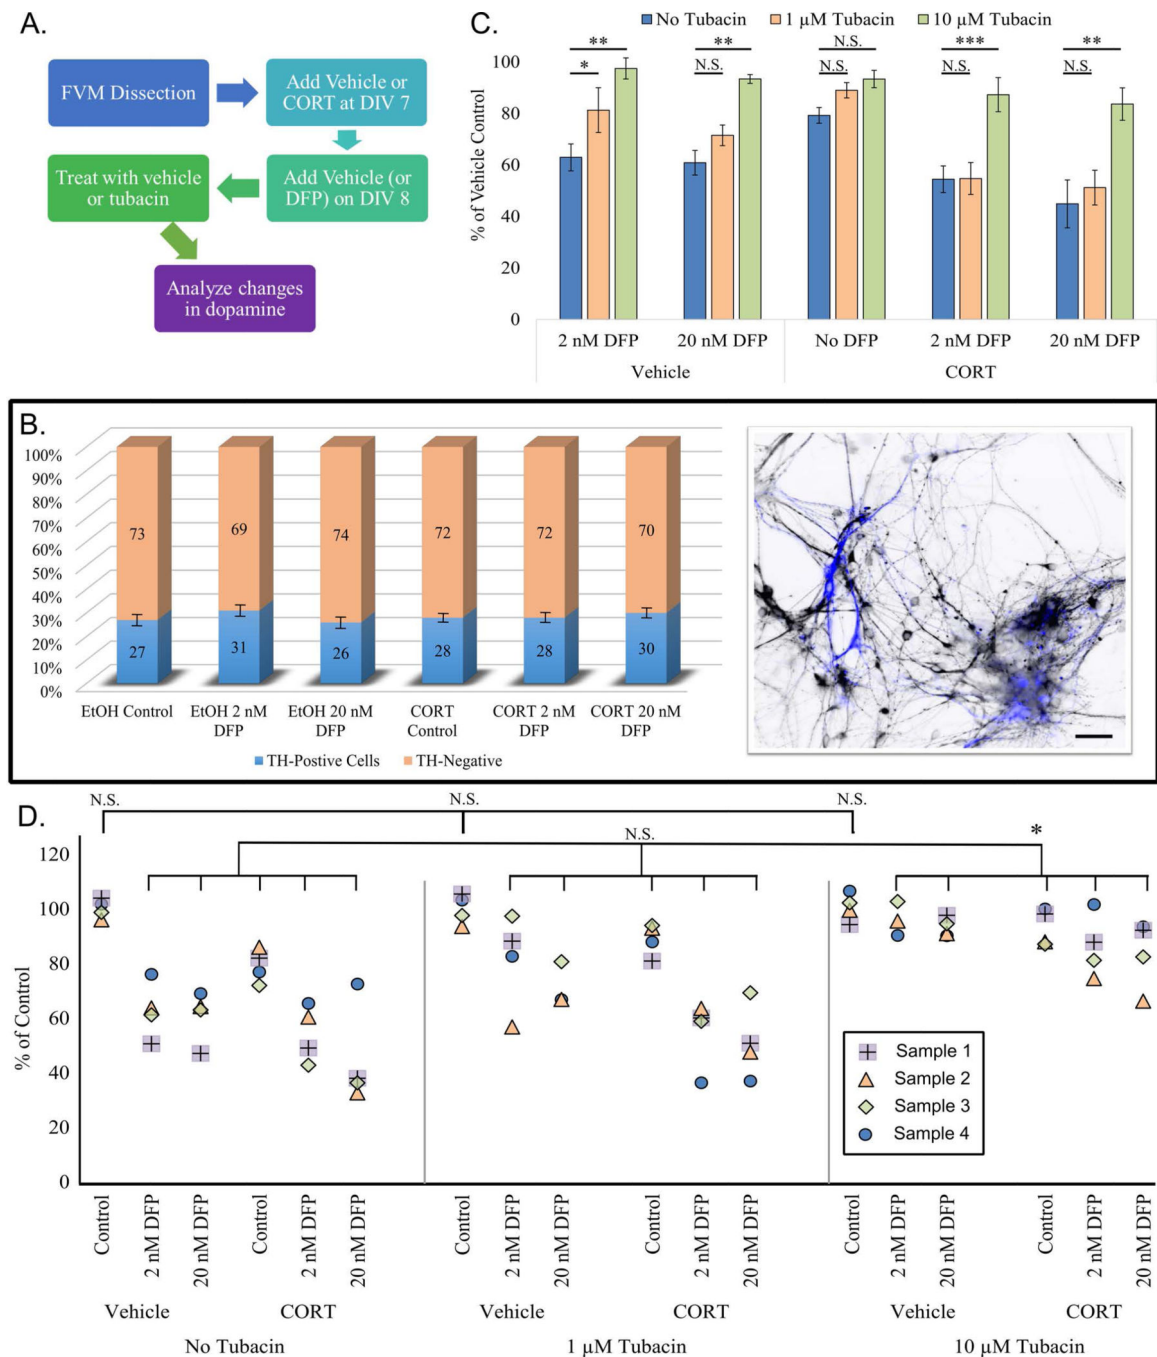 A.
FVM Dissection
Add Vehicle or
CORT at DIV 7
Treat with vehicle
or tubacin
Add Vehicle (or
DFP) on DIV 8
Analyze changes
in dopamine
C.
No Tubacin 1 µM Tubacin 10 µM Tubacin
** ** N.S. *** **
* N.S. N.S. N.S. N.S.
% of Vehicle Control
100
80
60
40
20
0
2 nM DFP 20 nM DFP No DFP 2 nM DFP 20 nM DFP
Vehicle CORT
B.
100%
90%
80%
70%
60%
50%
40%
30%
20%
10%
0%
73 69 74 72 72 70
27 31 26 28 28 30
EtOH Control EtOH 2 nM EtOH 20 nM CORT CORT 2 nM CORT 20 nM
DFP DFP Control DFP DFP
TH-Postive Cells TH-Negative
D.
N.S. N.S. N.S.
N.S. *
% of Control
120
100
80
60
40
20
0
Sample 1
Sample 2
Sample 3
Sample 4
Control 2 nM DFP 20 nM DFP Control 2 nM DFP 20 nM DFP Control 2 nM DFP 20 nM DFP Control 2 nM DFP 20 nM DFP Control 2 nM DFP 20 nM DFP Control 2 nM DFP 20 nM DFP
Vehicle CORT Vehicle CORT Vehicle CORT
No Tubacin 1 µM Tubacin 10 µM Tubacin